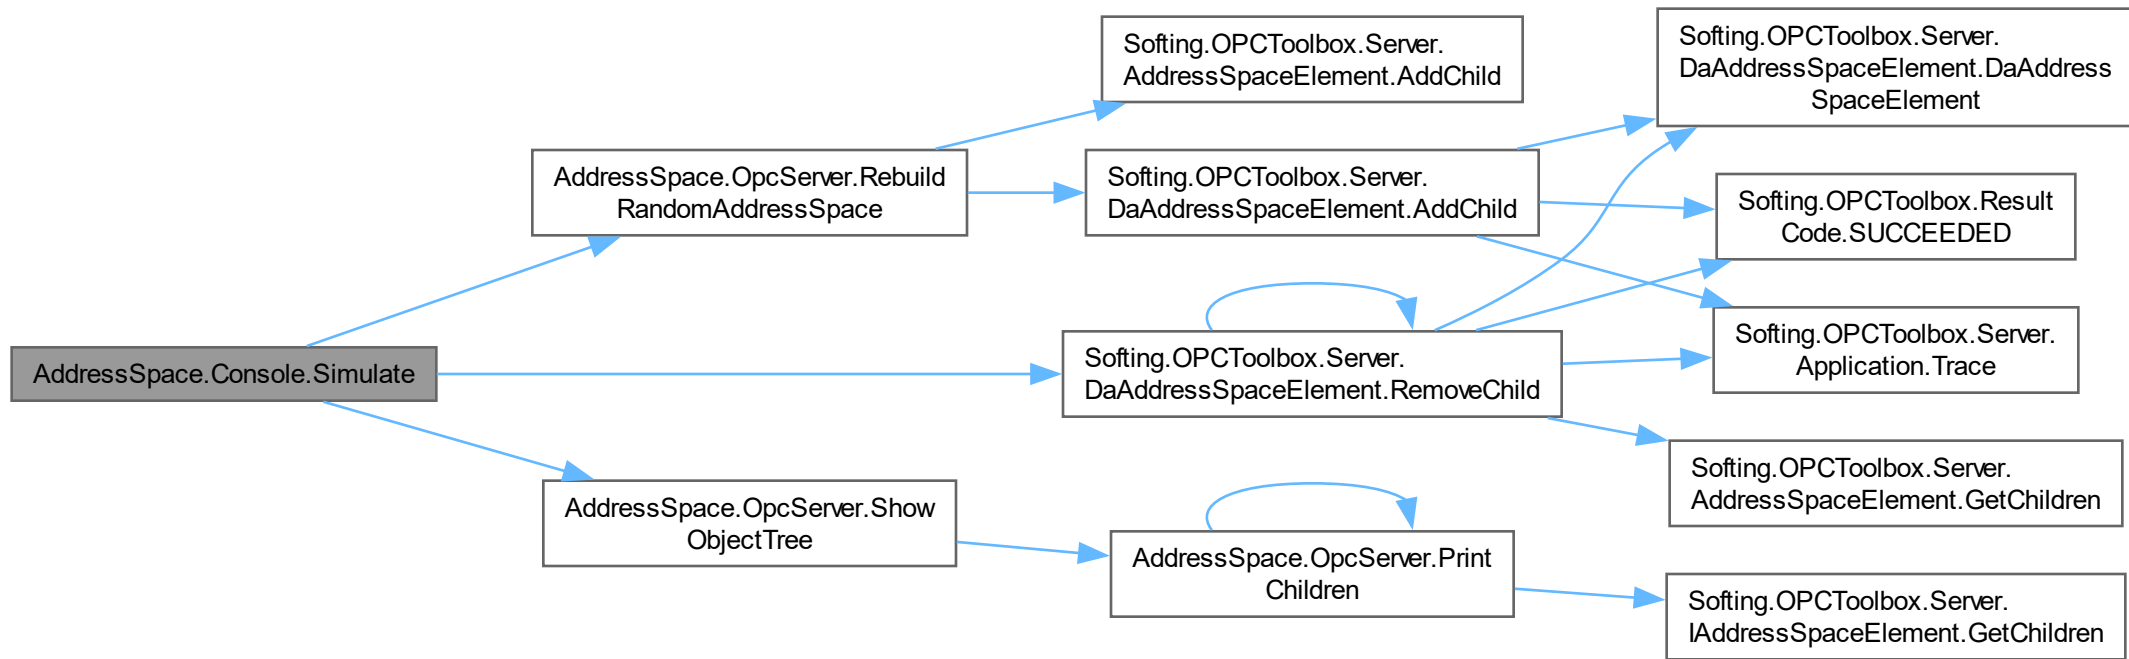 AddressSpace.Console.Simulate
AddressSpace.OpcServer.Rebuild
RandomAddressSpace
AddressSpace.OpcServer.Show
ObjectTree
Softing.OPCToolbox.Server.
AddressSpaceElement.AddChild
Softing.OPCToolbox.Server.
DaAddressSpaceElement.AddChild
Softing.OPCToolbox.Server.
DaAddressSpaceElement.RemoveChild
AddressSpace.OpcServer.Print
Children
Softing.OPCToolbox.Server.
DaAddressSpaceElement.DaAddress
SpaceElement
Softing.OPCToolbox.Result
Code.SUCCEEDED
Softing.OPCToolbox.Server.
Application.Trace
Softing.OPCToolbox.Server.
AddressSpaceElement.GetChildren
Softing.OPCToolbox.Server.
IAddressSpaceElement.GetChildren